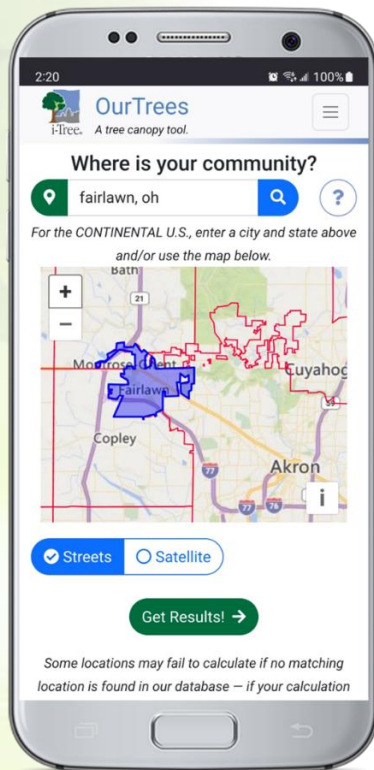 2:20
100%
i-Tree.
OurTrees
A tree canopy tool.
Where is your community?
fairlawn, oh
?
For the CONTINENTAL U.S., enter a city and state above
and/or use the map below.
+
−
Bath
21
Fairlawn
Cuyahog
Copley
Akron
77
77
76
i
Streets
Satellite
Get Results! →
Some locations may fail to calculate if no matching
location is found in our database — if your calculation